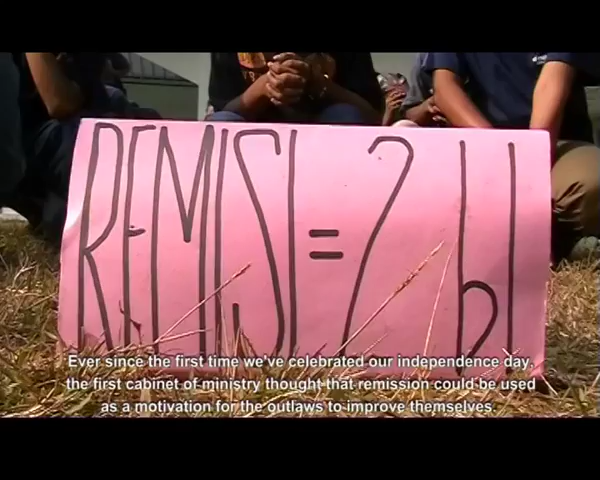 REMISI = 2 bl
Ever since the first time we've celebrated our independence day,
the first cabinet of ministry thought that remission could be used
as a motivation for the outlaws to improve themselves.